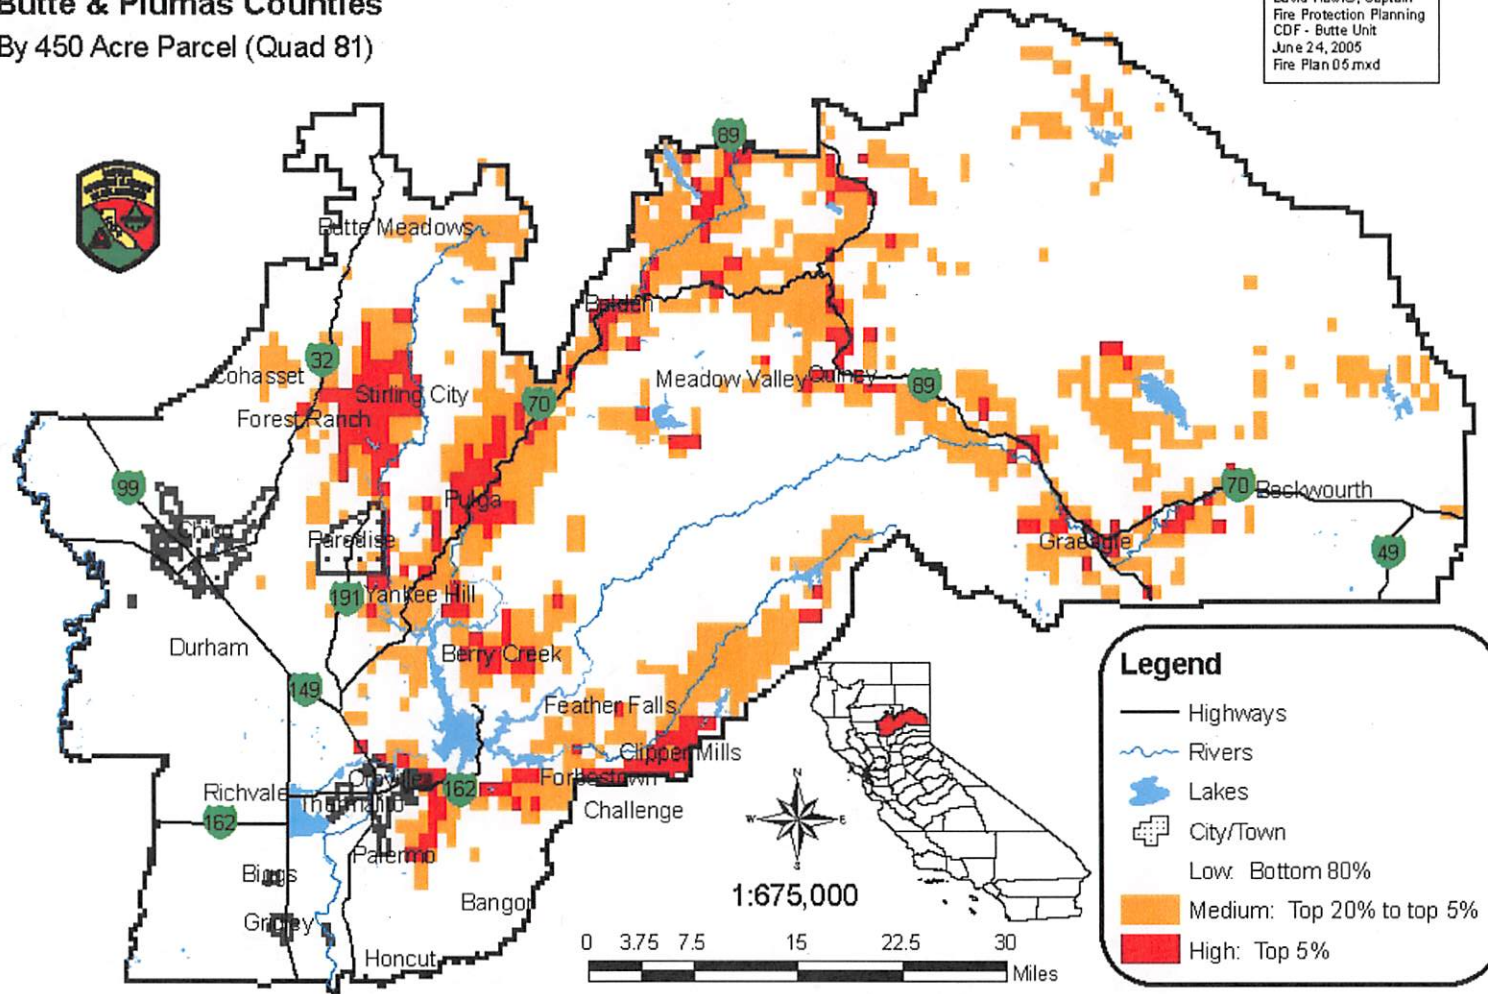 Butte & Plumas Counties
By 450 Acre Parcel (Quad 81)
Fire Protection Planning
CDF - Butte Unit
June 24, 2005
Fire Plan 05.mxd
89
Butte Meadows
Belden
32
Cohasset
Stirling City
Forest Ranch
70
Meadow Valley
Quincy
89
99
Chico
Pulga
Paradise
70
Beckwourth
Graeagle
49
191
Yankee Hill
Durham
Berry Creek
149
Feather Falls
Clipper Mills
Oroville
162
Forbestown
Richvale
Thermalito
Challenge
162
Palermo
Biggs
Bangor
Gridley
Honcut
N
W
E
S
1:675,000
0 3.75 7.5 15 22.5 30
Miles
Legend
Highways
Rivers
Lakes
City/Town
Low: Bottom 80%
Medium: Top 20% to top 5%
High: Top 5%